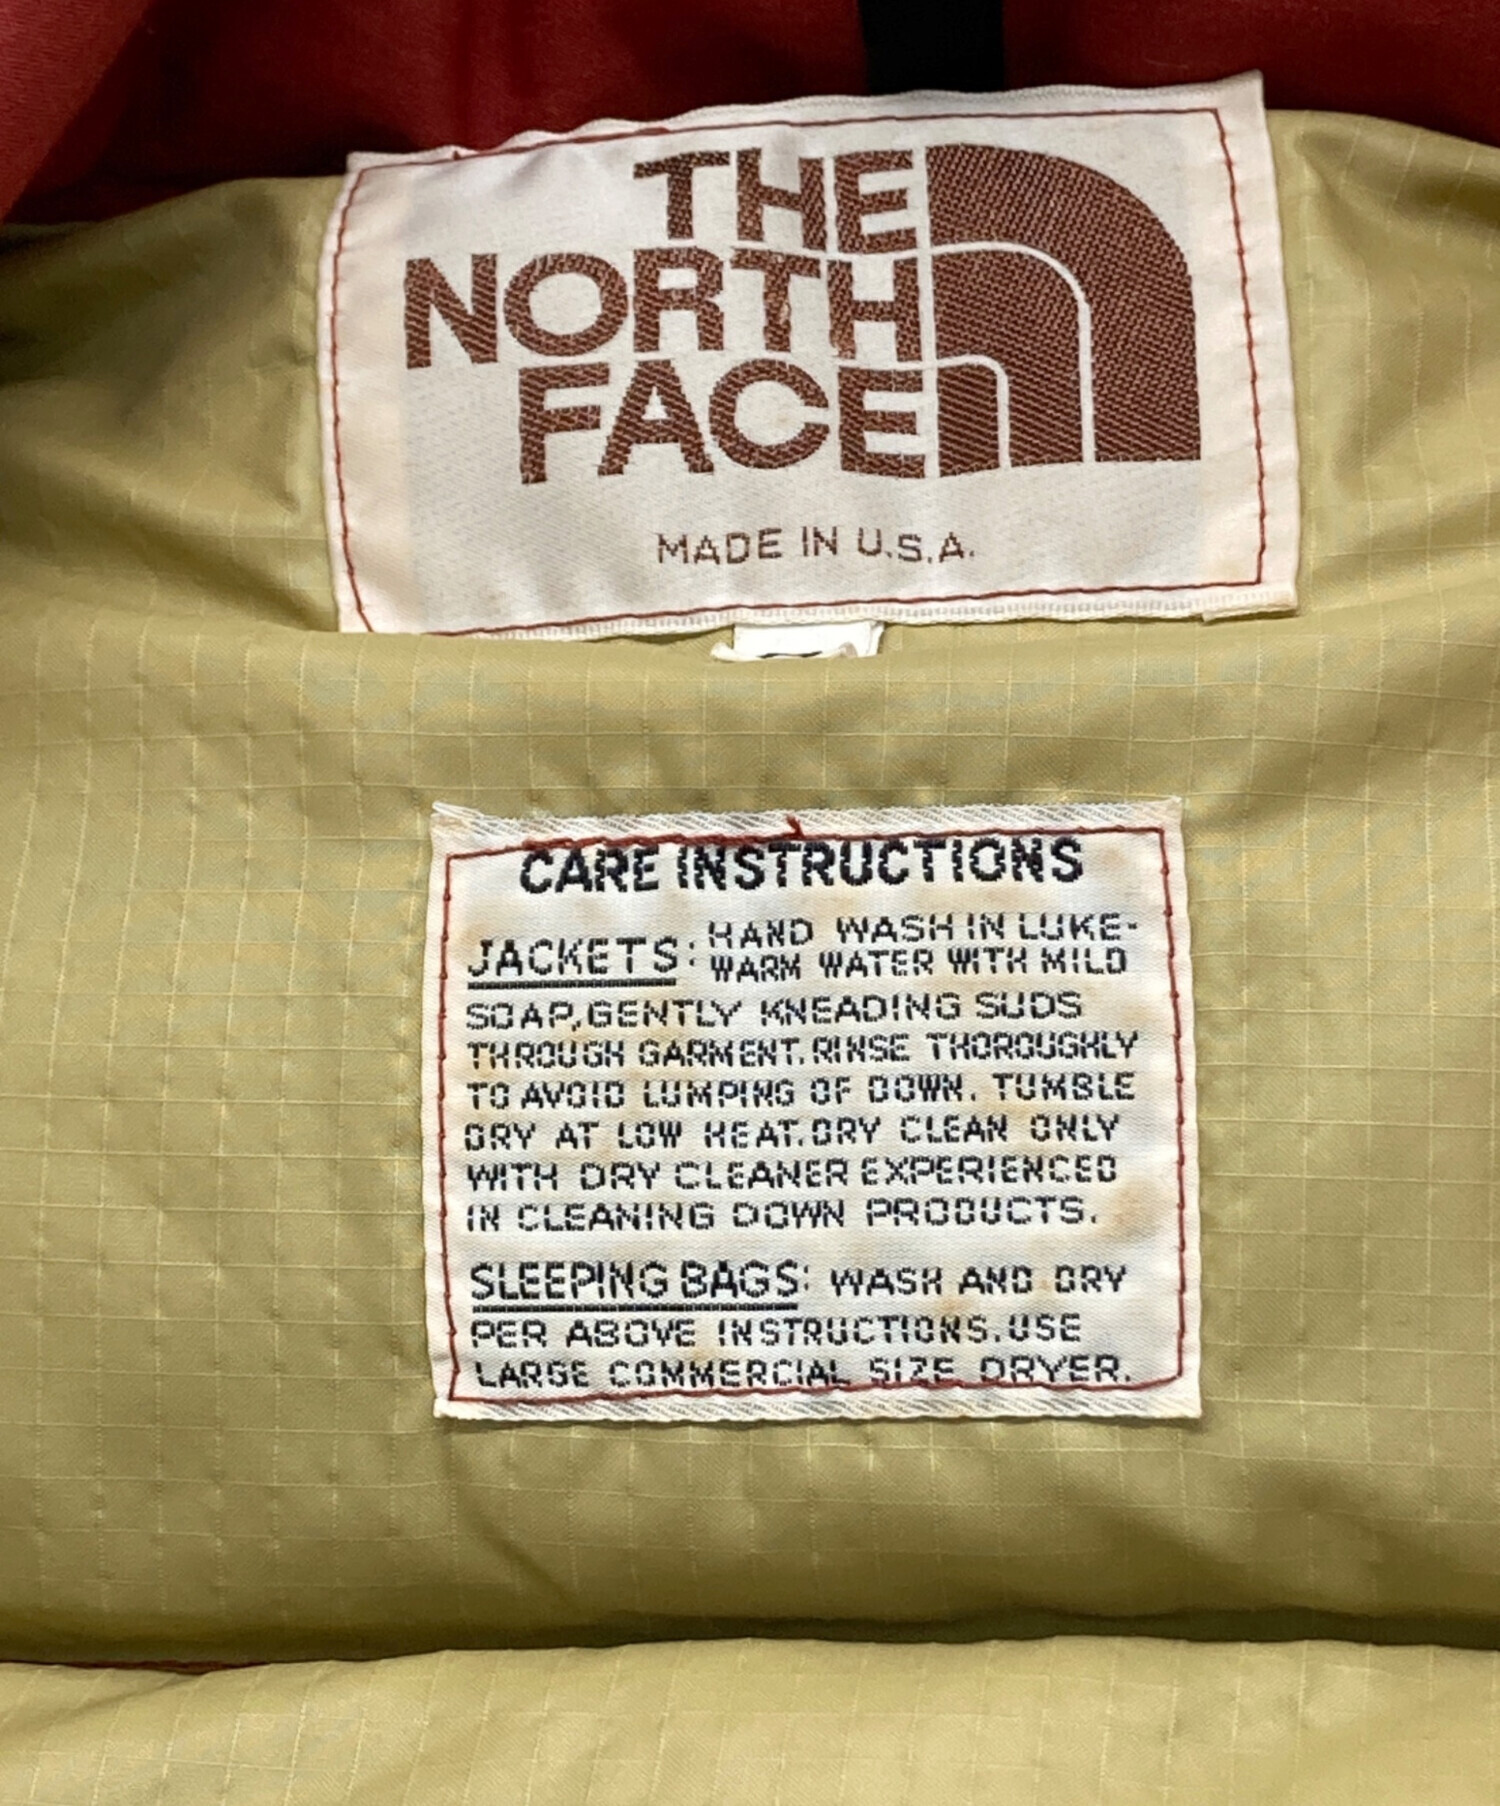 THE
NORTH
FACE
MADE IN U.S.A.
CARE INSTRUCTIONS
JACKETS: HAND WASH IN LUKE-
WARM WATER WITH MILD
SOAP, GENTLY KNEADING SUDS
THROUGH GARMENT. RINSE THOROUGHLY
TO AVOID LUMPING OF DOWN. TUMBLE
DRY AT LOW HEAT. DRY CLEAN ONLY
WITH DRY CLEANER EXPERIENCED
IN CLEANING DOWN PRODUCTS.
SLEEPING BAGS: WASH AND DRY
PER ABOVE INSTRUCTIONS. USE
LARGE COMMERCIAL SIZE DRYER.